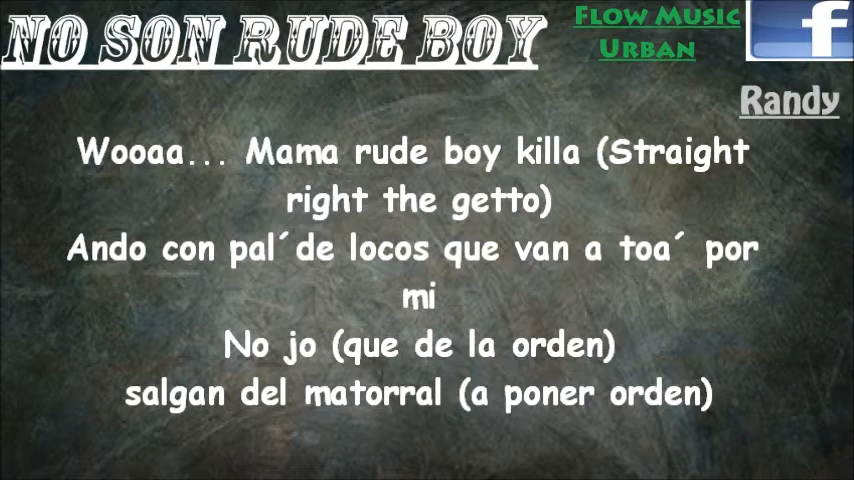 NO SON RUDE BOY
FLOW MUSIC
URBAN
f
Randy
Wooaa... Mama rude boy killa (Straight
right the getto)
Ando con pal´de locos que van a toa´ por
mi
No jo (que de la orden)
salgan del matorral (a poner orden)